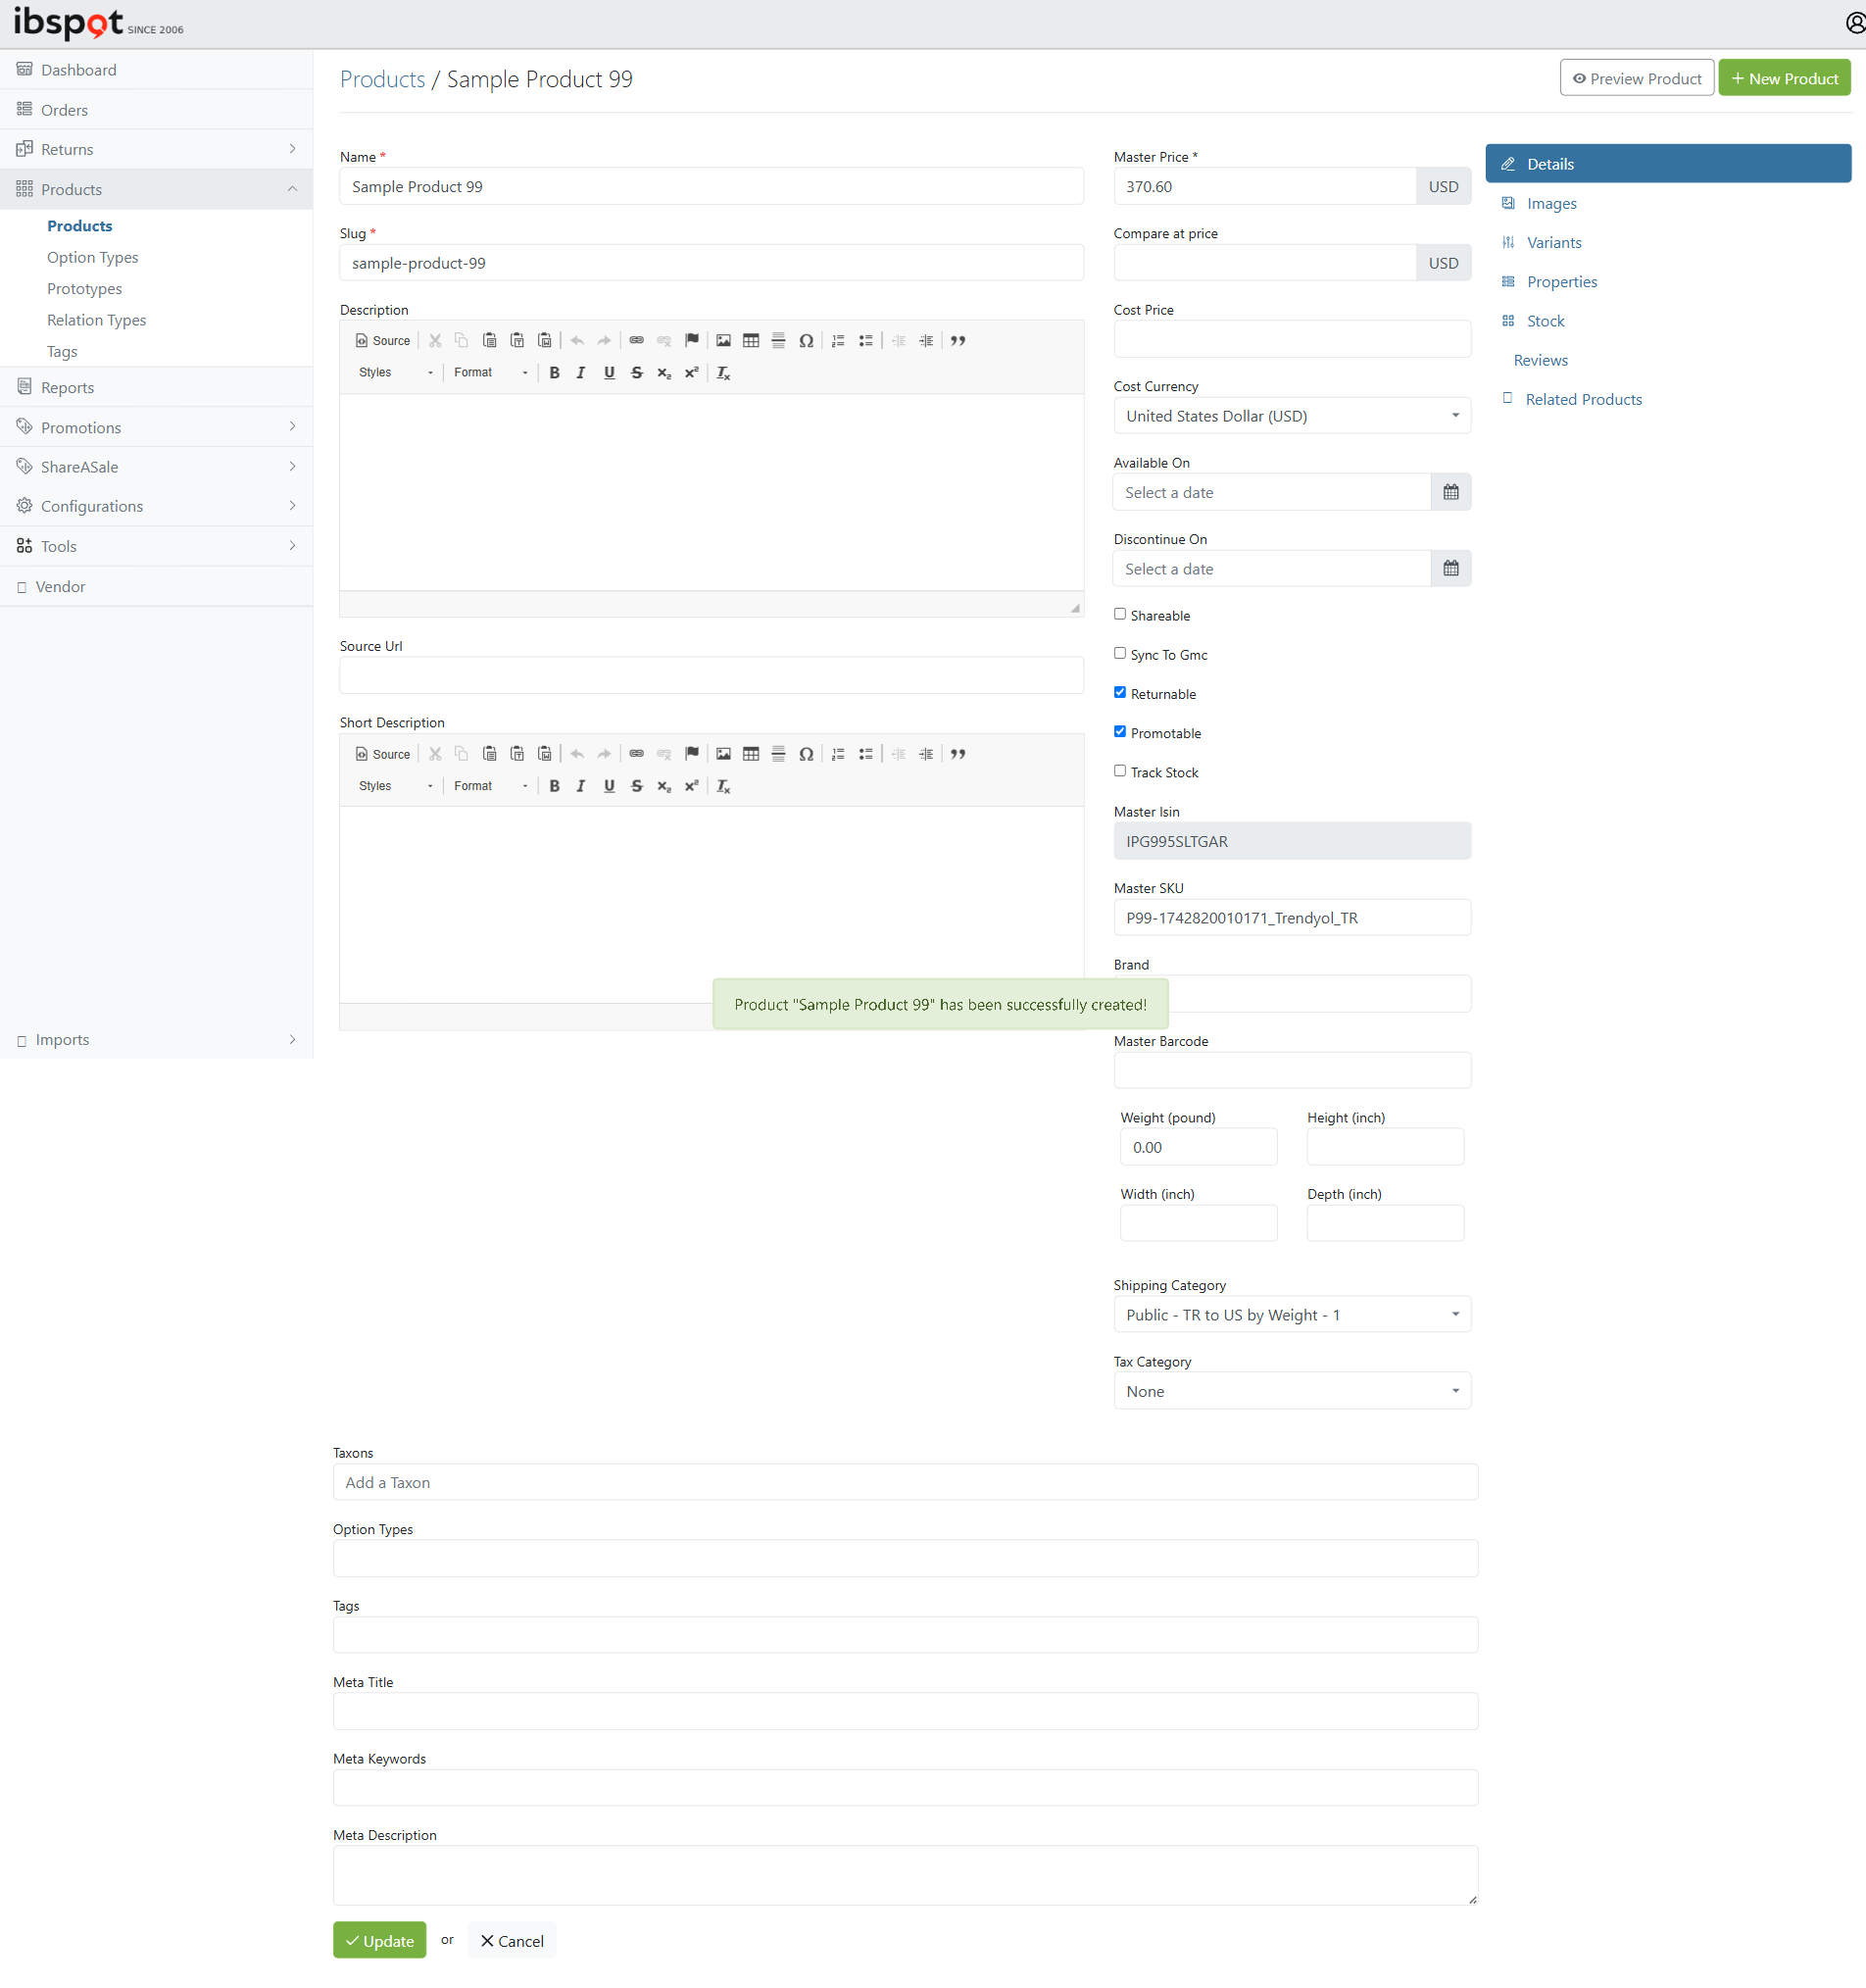 ibspot SINCE 2006
Dashboard
Orders
Returns
Products
Products
Option Types
Prototypes
Relation Types
Tags
Reports
Promotions
ShareASale
Configurations
Tools
Vendor
Imports
Products / Sample Product 99
Preview Product
+ New Product
Name *
Sample Product 99
Slug *
sample-product-99
Description
Source
Styles Format B I U S x₂ x² Tx
Source Url
Short Description
Source
Styles Format B I U S x₂ x² Tx
Product "Sample Product 99" has been successfully created!
Master Price *
370.60 USD
Compare at price
USD
Cost Price
Cost Currency
United States Dollar (USD)
Available On
Select a date
Discontinue On
Select a date
Shareable
Sync To Gmc
Returnable
Promotable
Track Stock
Master Isin
IPG995SLTGAR
Master SKU
P99-1742820010171_Trendyol_TR
Brand
Master Barcode
Weight (pound) Height (inch)
0.00
Width (inch) Depth (inch)
Shipping Category
Public - TR to US by Weight - 1
Tax Category
None
Details
Images
Variants
Properties
Stock
Reviews
Related Products
Taxons
Add a Taxon
Option Types
Tags
Meta Title
Meta Keywords
Meta Description
Update or Cancel